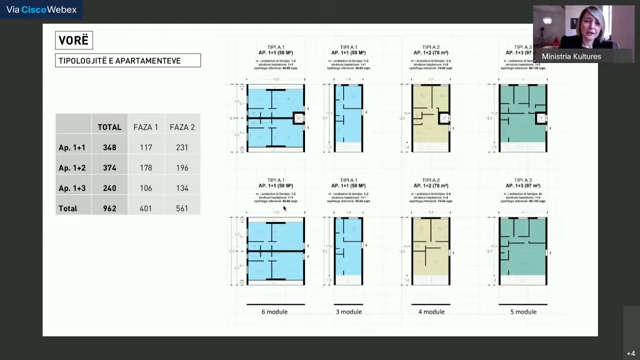 Via CiscoWebex
VORË
TIPOLOGJITË E APARTAMENTEVE
TOTAL FAZA 1 FAZA 2
Ap. 1+1 348 117 231
Ap. 1+2 374 178 196
Ap. 1+3 240 106 134
Total 962 401 561
TIPI A.1
AP. 1+1 (58 M²)
TIPI A.1
AP. 1+1 (58 M²)
TIPI A.2
AP. 1+2 (78 m²)
TIPI A.3
AP. 1+3 (97 m²)
TIPI A.1
AP. 1+1 (58 M²)
TIPI A.1
AP. 1+1 (58 M²)
TIPI A.2
AP. 1+2 (78 m²)
TIPI A.3
AP. 1+3 (97 m²)
6 module
3 module
4 module
5 module
Ministria Kultures
+4